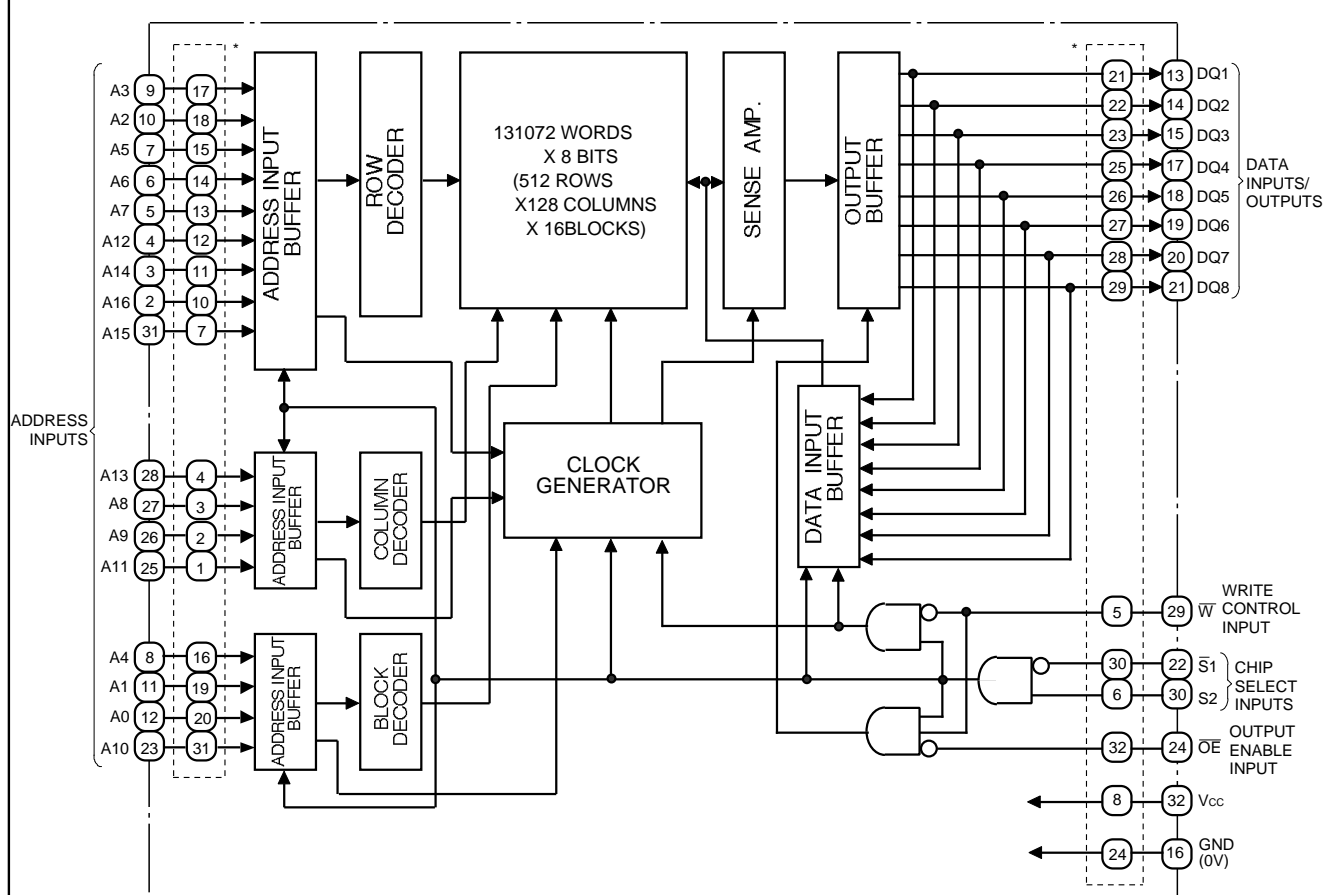 *
*
A3 9 17
A2 10 18
A5 7 15
A6 6 14
A7 5 13
A12 4 12
A14 3 11
A16 2 10
A15 31 7
ADDRESS
INPUTS
A13 28 4
A8 27 3
A9 26 2
A11 25 1
A4 8 16
A1 11 19
A0 12 20
A10 23 31
ADDRESS INPUT
BUFFER
ROW
DECODER
131072 WORDS
X 8 BITS
(512 ROWS
X128 COLUMNS
X 16BLOCKS)
SENSE AMP.
OUTPUT
BUFFER
21 13 DQ1
22 14 DQ2
23 15 DQ3
25 17 DQ4
26 18 DQ5
27 19 DQ6
28 20 DQ7
29 21 DQ8
DATA
INPUTS/
OUTPUTS
ADDRESS INPUT
BUFFER
COLUMN
DECODER
CLOCK
GENERATOR
DATA INPUT
BUFFER
ADDRESS INPUT
BUFFER
BLOCK
DECODER
5 29 W̅
WRITE
CONTROL
INPUT
30 22 S̅1
6 30 S2
CHIP
SELECT
INPUTS
32 24 O̅E̅
OUTPUT
ENABLE
INPUT
8 32 Vcc
24 16 GND
(0V)